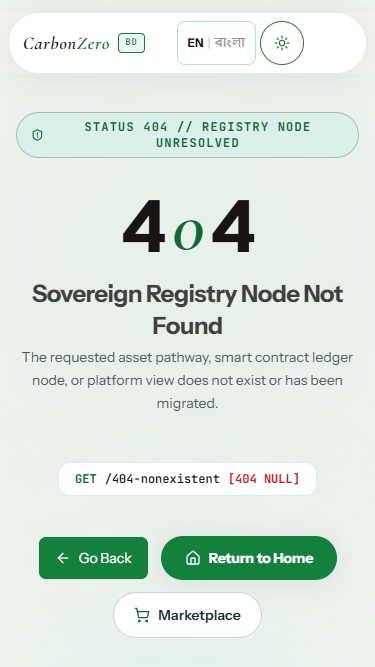 CarbonZero BD EN | বাংলা
STATUS 404 // REGISTRY NODE
UNRESOLVED
404
Sovereign Registry Node Not
Found
The requested asset pathway, smart contract ledger
node, or platform view does not exist or has been
migrated.
GET /404-nonexistent [404 NULL]
Go Back Return to Home
Marketplace